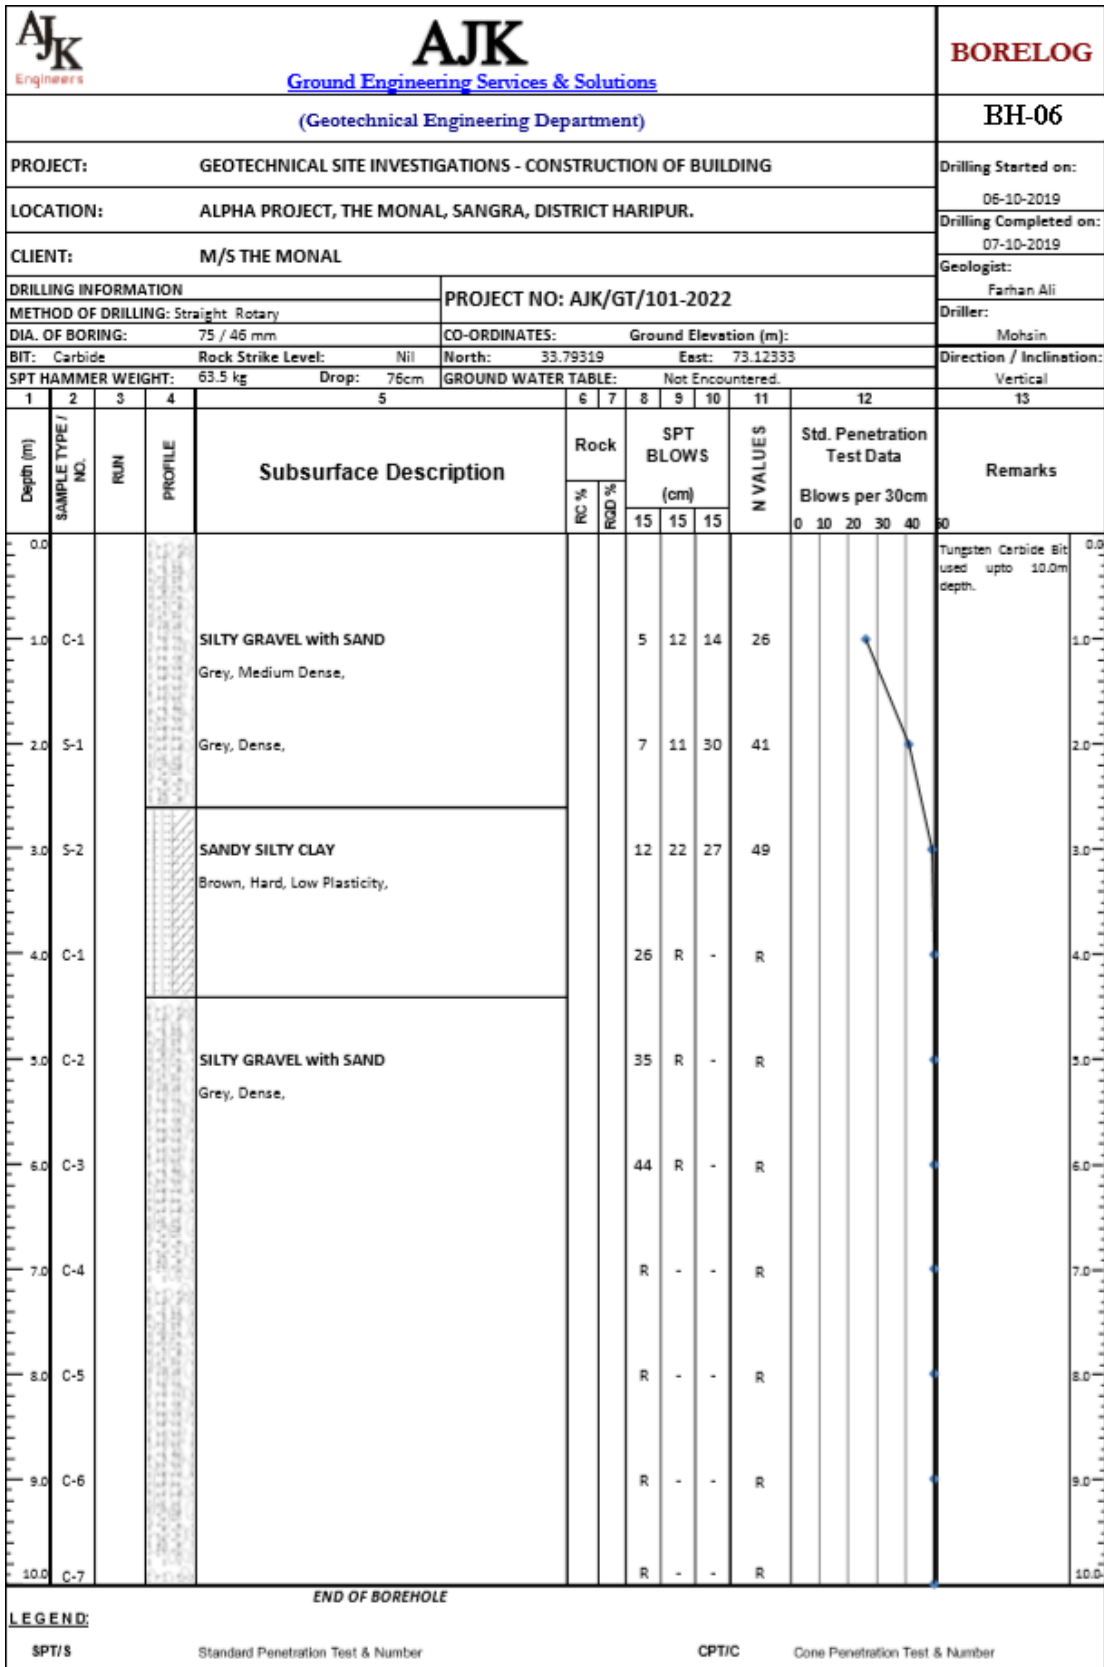 AJK
Engineers
AJK
Ground Engineering Services & Solutions
BORELOG
(Geotechnical Engineering Department)
BH-06
PROJECT: GEOTECHNICAL SITE INVESTIGATIONS - CONSTRUCTION OF BUILDING
Drilling Started on:
06-10-2019
LOCATION: ALPHA PROJECT, THE MONAL, SANGRA, DISTRICT HARIPUR.
Drilling Completed on:
07-10-2019
CLIENT: M/S THE MONAL
Geologist:
Farhan Ali
DRILLING INFORMATION
PROJECT NO: AJK/GT/101-2022
METHOD OF DRILLING: Straight Rotary
Driller:
Mohsin
DIA. OF BORING: 75 / 46 mm CO-ORDINATES: Ground Elevation (m):
BIT: Carbide Rock Strike Level: Nil North: 33.79319 East: 73.12333
Direction / Inclination:
Vertical
SPT HAMMER WEIGHT: 63.5 kg Drop: 76cm GROUND WATER TABLE: Not Encountered.
1 2 3 4 5 6 7 8 9 10 11 12 13
Depth (m)
SAMPLE TYPE / NO.
RUN
PROFILE
Subsurface Description
Rock
RC %
RQD %
SPT BLOWS
(cm)
15 15 15
N VALUES
Std. Penetration
Test Data
Blows per 30cm
0 10 20 30 40 50
Remarks
0.0 Tungsten Carbide Bit 0.0
used upto 10.0m
depth.
1.0 C-1 SILTY GRAVEL with SAND 5 12 14 26 1.0
Grey, Medium Dense,
2.0 S-1 Grey, Dense, 7 11 30 41 2.0
3.0 S-2 SANDY SILTY CLAY 12 22 27 49 3.0
Brown, Hard, Low Plasticity,
4.0 C-1 26 R - R 4.0
5.0 C-2 SILTY GRAVEL with SAND 35 R - R 5.0
Grey, Dense,
6.0 C-3 44 R - R 6.0
7.0 C-4 R - - R 7.0
8.0 C-5 R - - R 8.0
9.0 C-6 R - - R 9.0
10.0 C-7 R - - R 10.0
END OF BOREHOLE
LEGEND:
SPT/S Standard Penetration Test & Number CPT/C Cone Penetration Test & Number